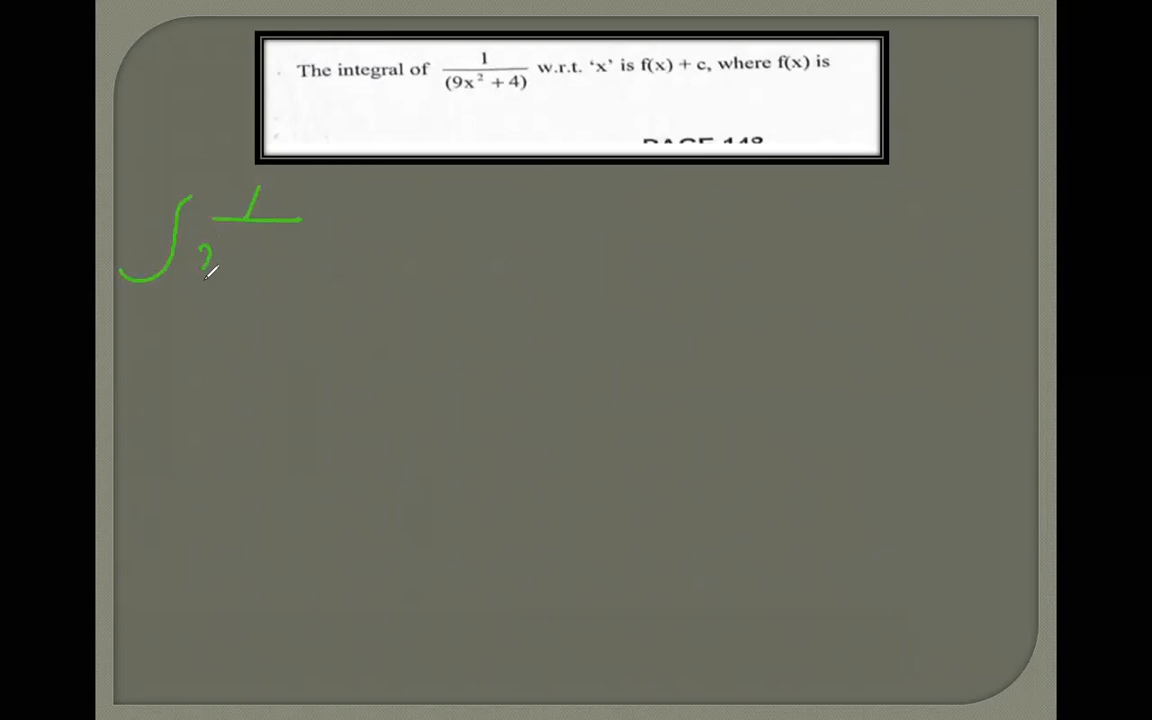 The integral of 1/(9x² + 4) w.r.t. 'x' is f(x) + c, where f(x) is
∫ 1